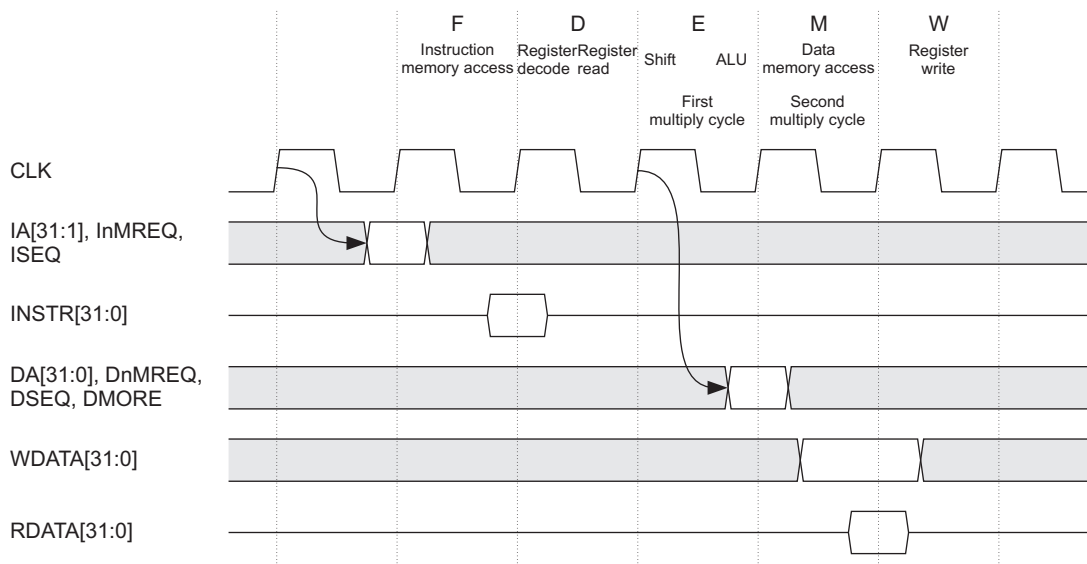 F D E M W
Instruction
memory access
Register
decode
Register
read
Shift ALU
Data
memory access
Register
write
First
multiply cycle
Second
multiply cycle
CLK
IA[31:1], InMREQ,
ISEQ
INSTR[31:0]
DA[31:0], DnMREQ,
DSEQ, DMORE
WDATA[31:0]
RDATA[31:0]